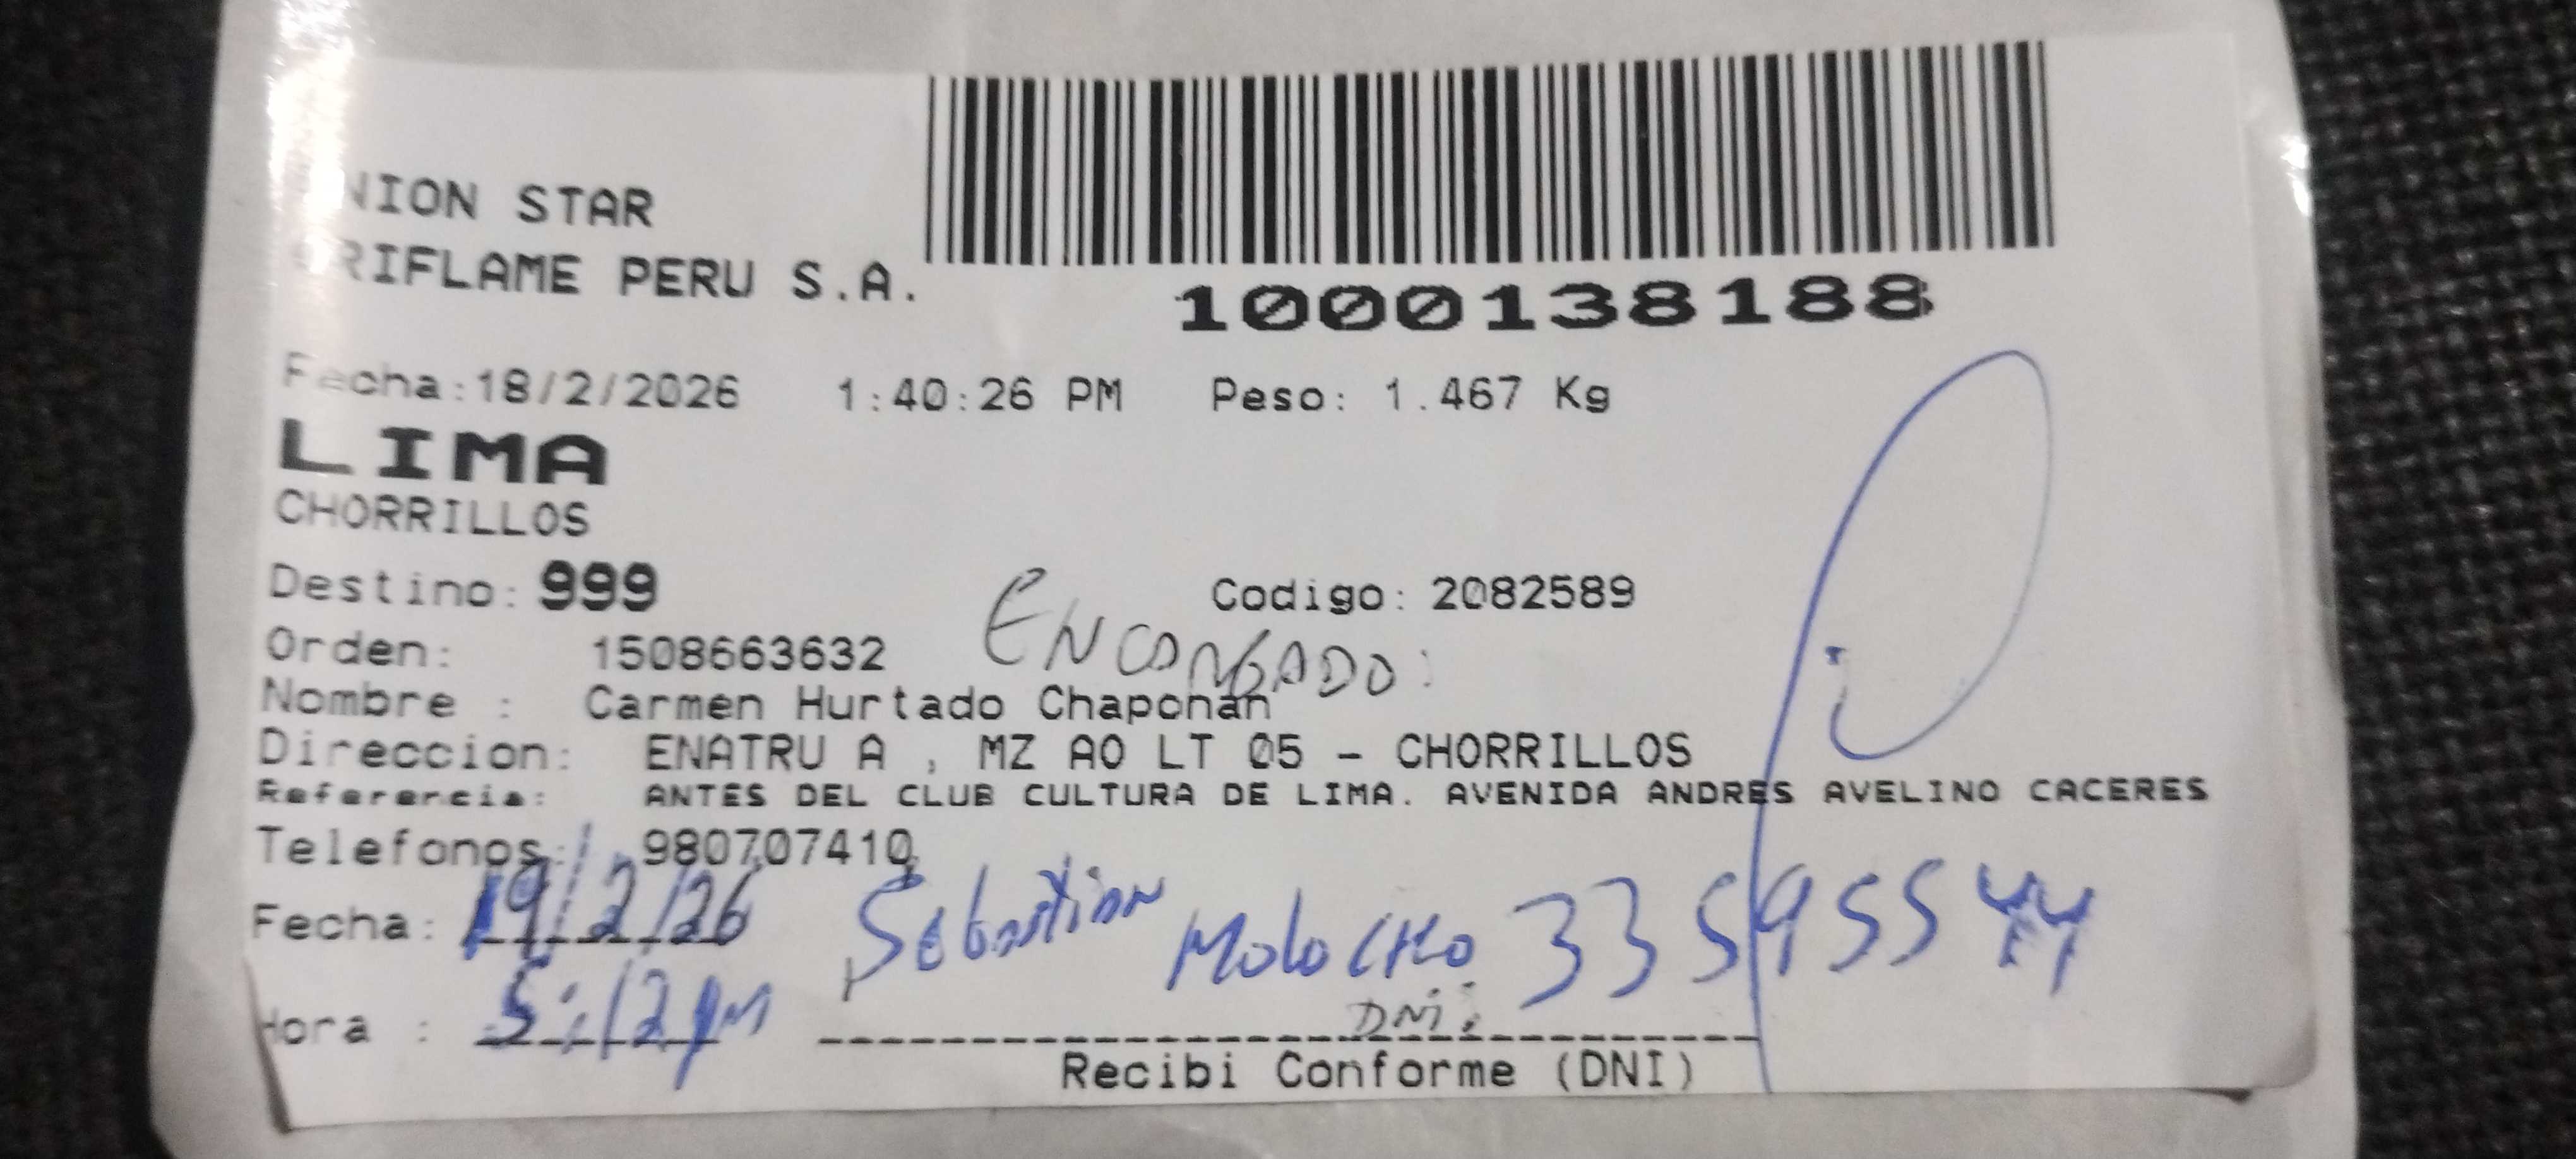 NION STAR
RIFLAME PERU S.A.
1000138188
Fecha:18/2/2026 1:40:26 PM Peso: 1.467 Kg
LIMA
CHORRILLOS
Destino: 999 Codigo: 2082589
ENCARGADO:
Orden: 1508663632
Nombre : Carmen Hurtado Chaponan
Direccion: ENATRU A , MZ AO LT 05 - CHORRILLOS
Referencia: ANTES DEL CLUB CULTURA DE LIMA. AVENIDA ANDRES AVELINO CACERES
Telefonos: 980707410
Fecha: 19/2/26 Sebastian Molocho 33595544
Hora : 5:12pm DNI:
Recibi Conforme (DNI)